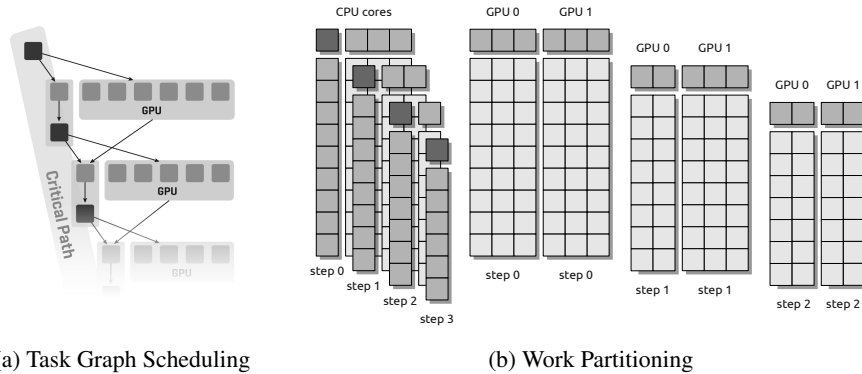 CPU cores
GPU 0
GPU 1
GPU 0
GPU 1
GPU 0
GPU 1
GPU
GPU
GPU
Critical Path
step 0
step 1
step 2
step 3
step 0
step 0
step 1
step 1
step 2
step 2
a) Task Graph Scheduling
(b) Work Partitioning